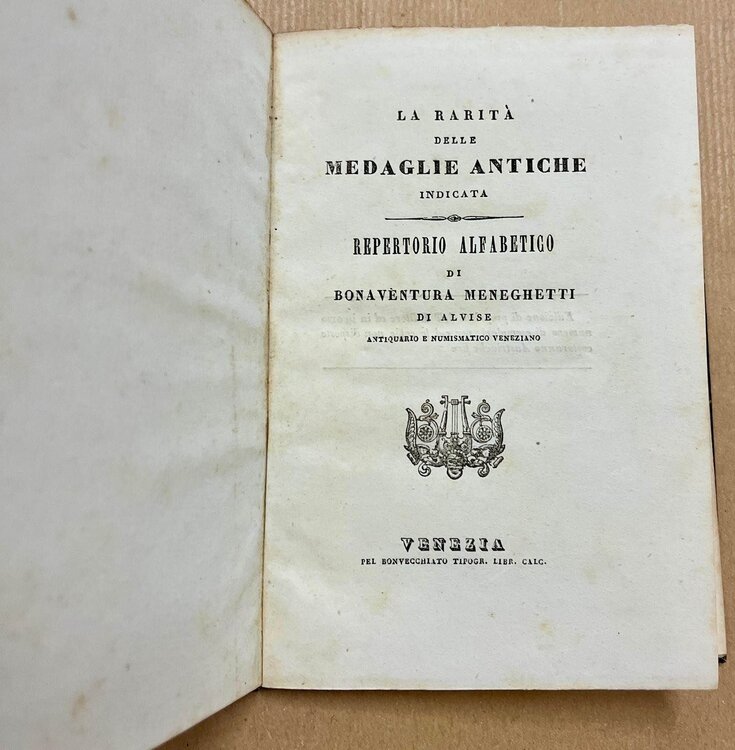 LA RARITÀ
DELLE
MEDAGLIE ANTICHE
INDICATA
REPERTORIO ALFABETICO
DI
BONAVENTURA MENEGHETTI
DI ALVISE
ANTIQUARIO E NUMISMATICO VENEZIANO
VENEZIA
PEL BONVECCHIATO TIPOGR. LIBR. CALC.